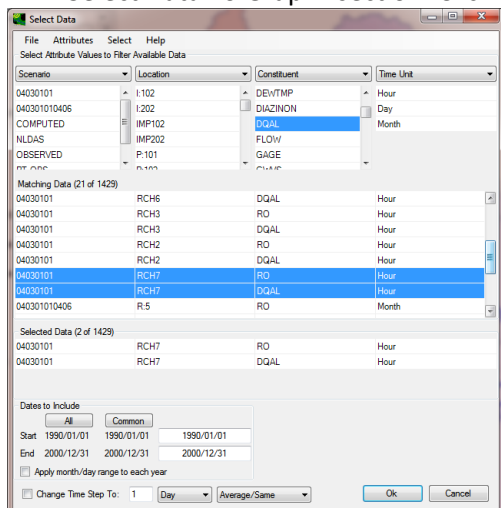 Select Data
File Attributes Select Help
Select Attribute Values to Filter Available Data
Scenario Location Constituent Time Unit
04030101 I:102 DEWTMP Hour
040301010406 I:202 DIAZINON Day
COMPUTED IMP102 DQAL Month
NLDAS IMP202 FLOW
OBSERVED P:101 GAGE
Matching Data (21 of 1429)
04030101 RCH6 DQAL Hour
04030101 RCH3 RO Hour
04030101 RCH3 DQAL Hour
04030101 RCH2 RO Hour
04030101 RCH2 DQAL Hour
04030101 RCH7 RO Hour
04030101 RCH7 DQAL Hour
040301010406 R:5 RO Month
Selected Data (2 of 1429)
04030101 RCH7 RO Hour
04030101 RCH7 DQAL Hour
Dates to Include
All Common
Start 1990/01/01 1990/01/01 1990/01/01
End 2000/12/31 2000/12/31 2000/12/31
Apply month/day range to each year
Change Time Step To: 1 Day Average/Same Ok Cancel